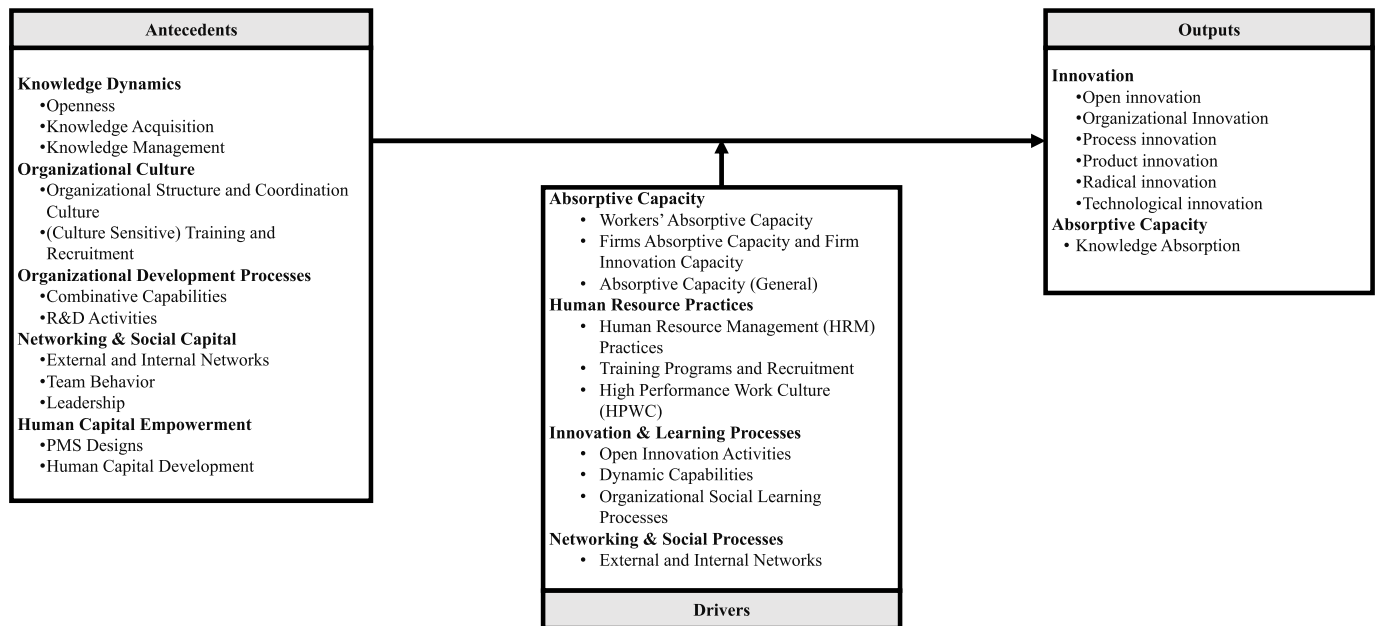 Antecedents
Knowledge Dynamics
•Openness
•Knowledge Acquisition
•Knowledge Management
Organizational Culture
•Organizational Structure and Coordination
Culture
•(Culture Sensitive) Training and
Recruitment
Organizational Development Processes
•Combinative Capabilities
•R&D Activities
Networking & Social Capital
•External and Internal Networks
•Team Behavior
•Leadership
Human Capital Empowerment
•PMS Designs
•Human Capital Development
Absorptive Capacity
• Workers’ Absorptive Capacity
• Firms Absorptive Capacity and Firm
Innovation Capacity
• Absorptive Capacity (General)
Human Resource Practices
• Human Resource Management (HRM)
Practices
• Training Programs and Recruitment
• High Performance Work Culture
(HPWC)
Innovation & Learning Processes
• Open Innovation Activities
• Dynamic Capabilities
• Organizational Social Learning
Processes
Networking & Social Processes
• External and Internal Networks
Drivers
Outputs
Innovation
•Open innovation
•Organizational Innovation
•Process innovation
•Product innovation
•Radical innovation
•Technological innovation
Absorptive Capacity
• Knowledge Absorption